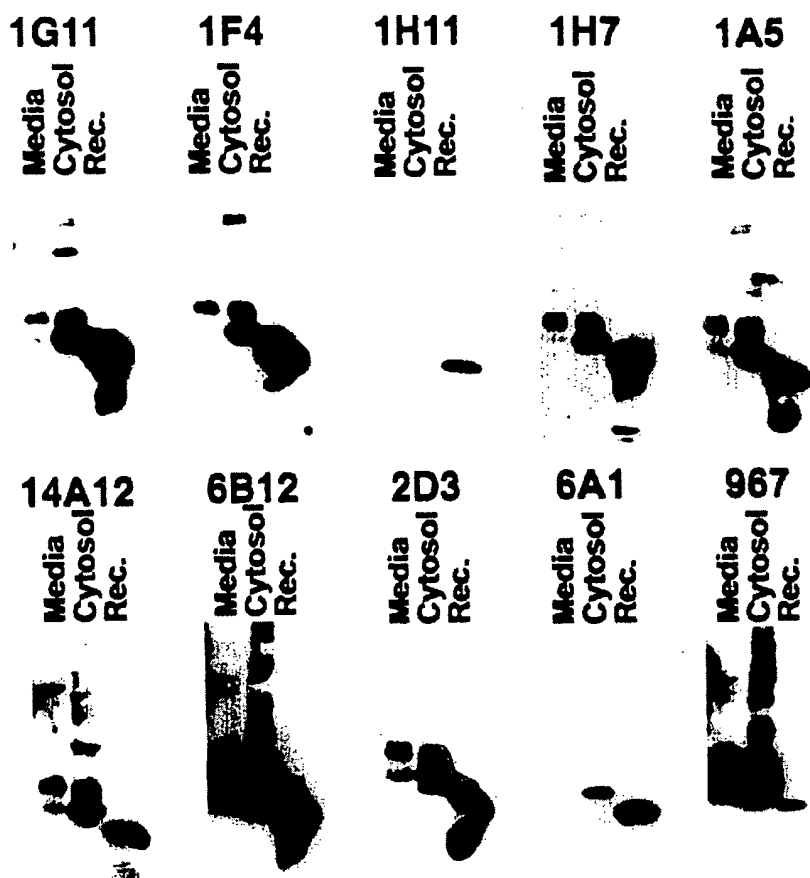 1G11 1F4 1H11 1H7 1A5
Media Cytosol Rec. Media Cytosol Rec. Media Cytosol Rec. Media Cytosol Rec. Media Cytosol Rec.
14A12 6B12 2D3 6A1 967
Media Cytosol Rec. Media Cytosol Rec. Media Cytosol Rec. Media Cytosol Rec. Media Cytosol Rec.